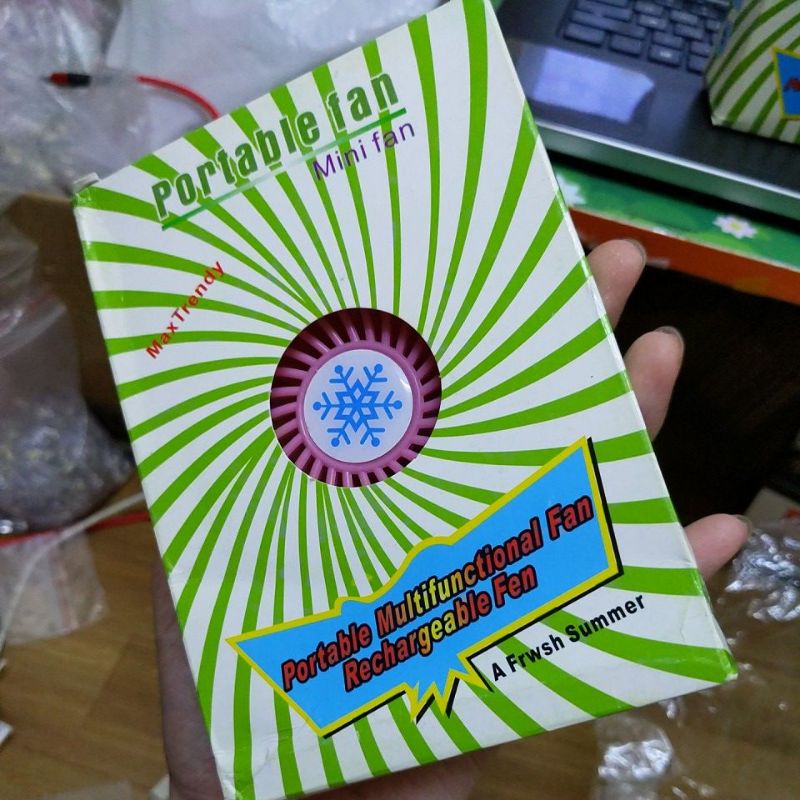 Portable fan
Mini fan
MaxTrendy
Portable Multifunctional Fan
Rechargeable Fen
A Frwsh Summer